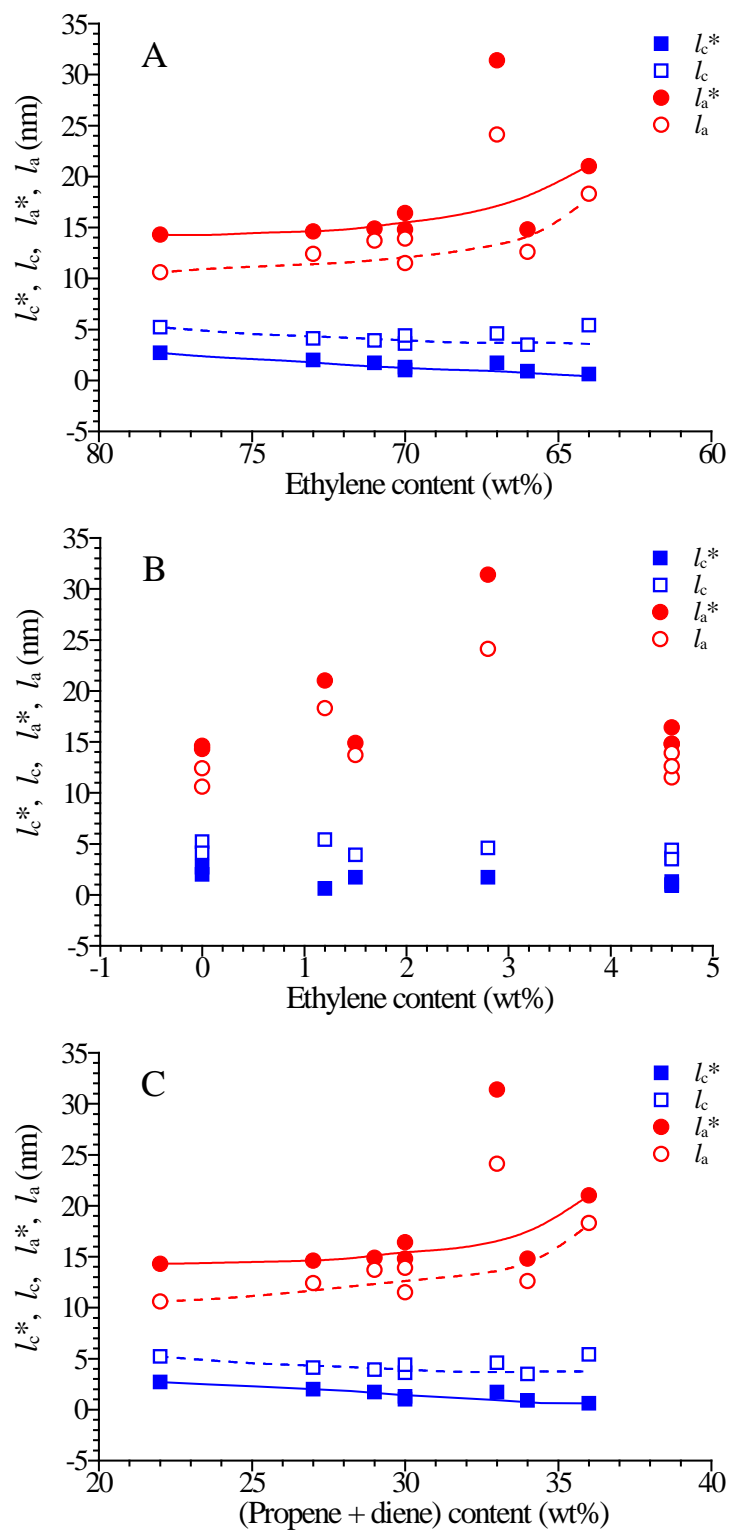 A
l_c*
l_c
l_a*
l_a
35
30
25
20
15
10
5
0
-5
l_c*, l_c, l_a*, l_a (nm)
80 75 70 65 60
Ethylene content (wt%)
B
l_c*
l_c
l_a*
l_a
35
30
25
20
15
10
5
0
-5
l_c*, l_c, l_a*, l_a (nm)
-1 0 1 2 3 4 5
Ethylene content (wt%)
C
l_c*
l_c
l_a*
l_a
35
30
25
20
15
10
5
0
-5
l_c*, l_c, l_a*, l_a (nm)
20 25 30 35 40
(Propene + diene) content (wt%)